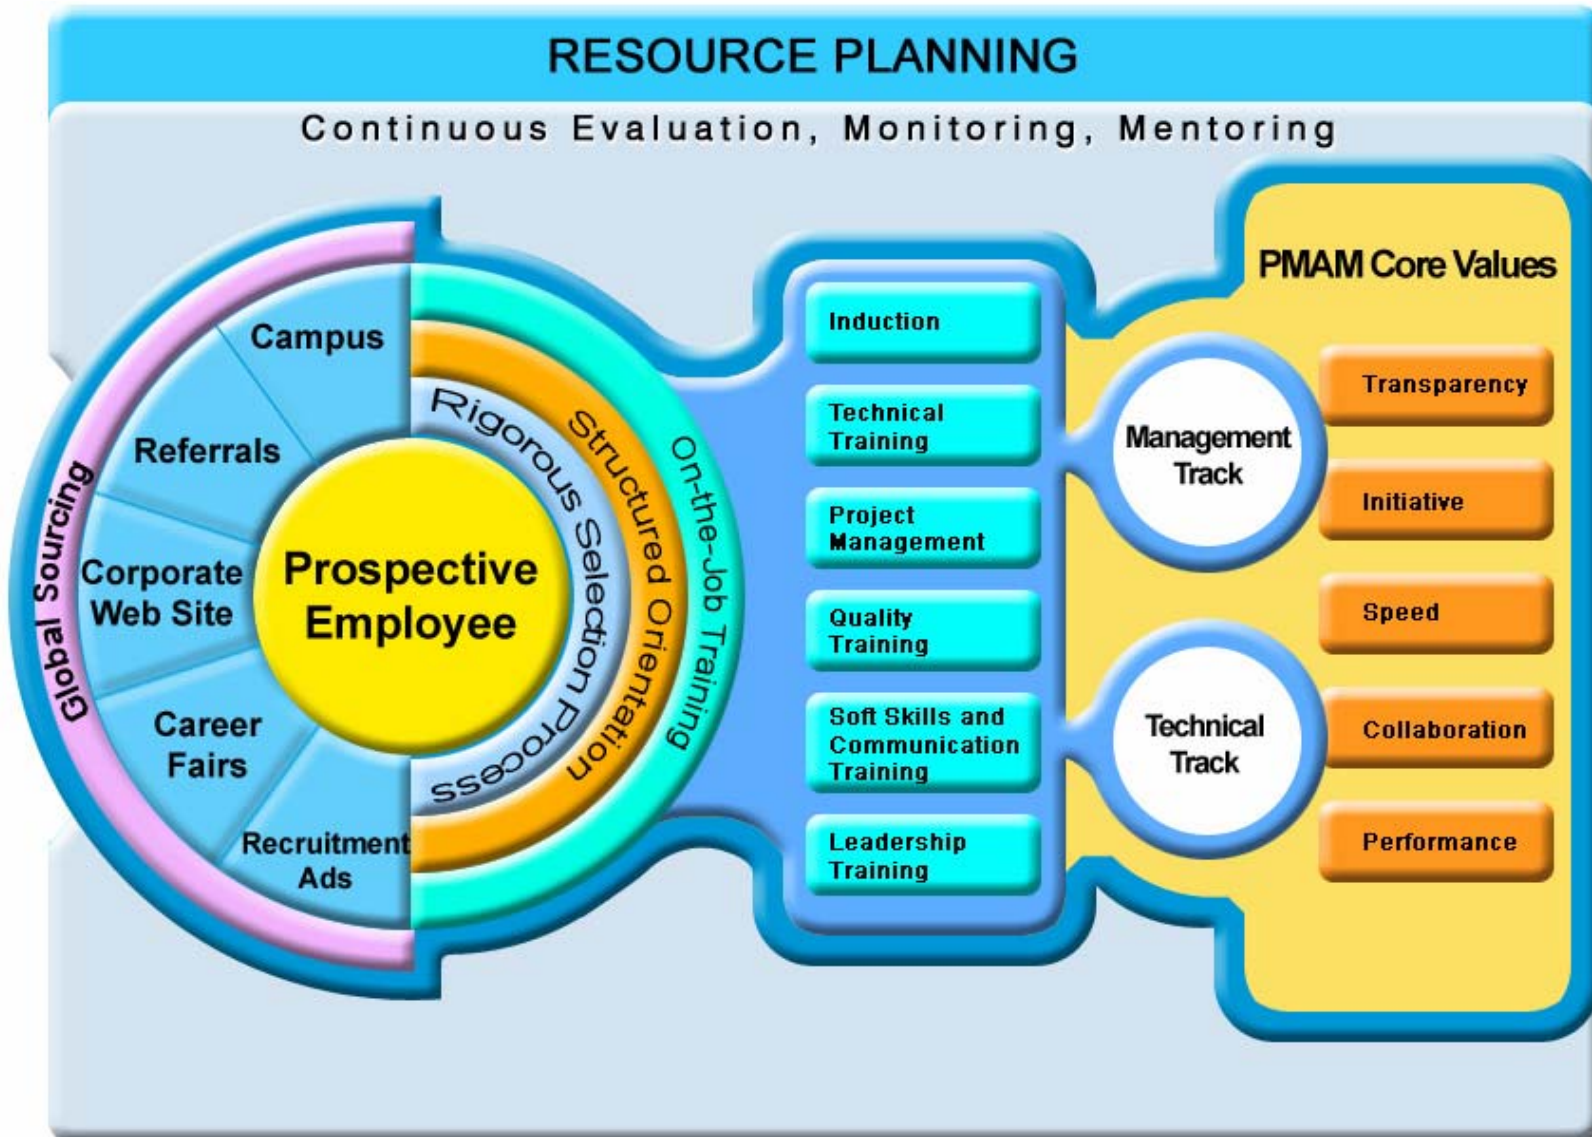 RESOURCE PLANNING
Continuous Evaluation, Monitoring, Mentoring
Global Sourcing
Campus
Referrals
Corporate
Web Site
Career
Fairs
Recruitment
Ads
Prospective
Employee
Rigorous Selection Process
Structured Orientation
On-the-Job Training
Induction
Technical
Training
Project
Management
Quality
Training
Soft Skills and
Communication
Training
Leadership
Training
Management
Track
Technical
Track
PMAM Core Values
Transparency
Initiative
Speed
Collaboration
Performance